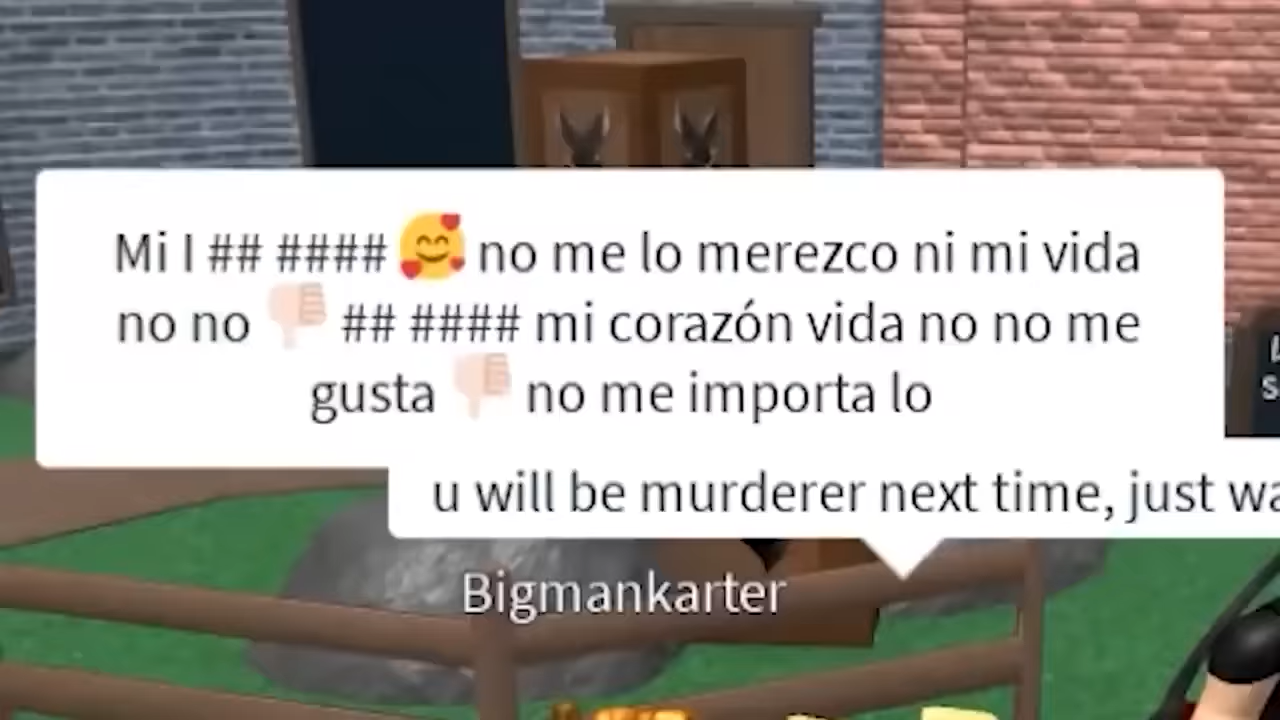 Mi I ## #### 🥰 no me lo merezco ni mi vida
no no 👎🏻 ## #### mi corazón vida no no me
gusta 👎🏻 no me importa lo
u will be murderer next time, just
Bigmankarter